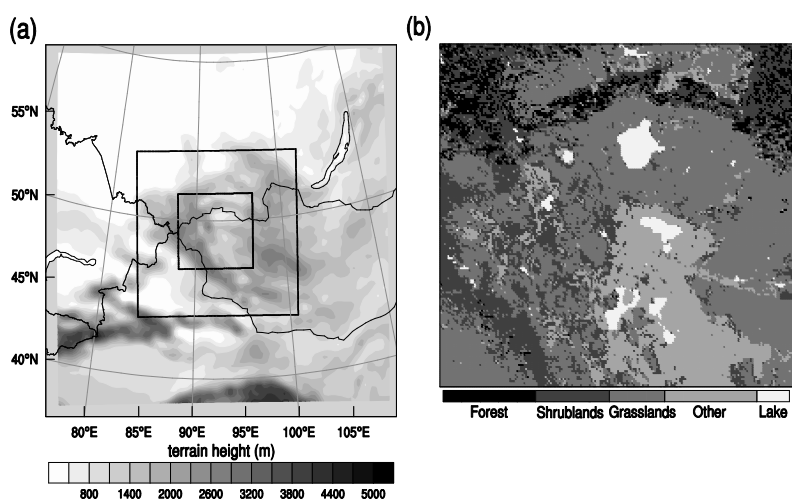 (a)
(b)
55°N
50°N
45°N
40°N
80°E 85°E 90°E 95°E 100°E 105°E
terrain height (m)
800 1400 2000 2600 3200 3800 4400 5000
Forest Shrublands Grasslands Other Lake